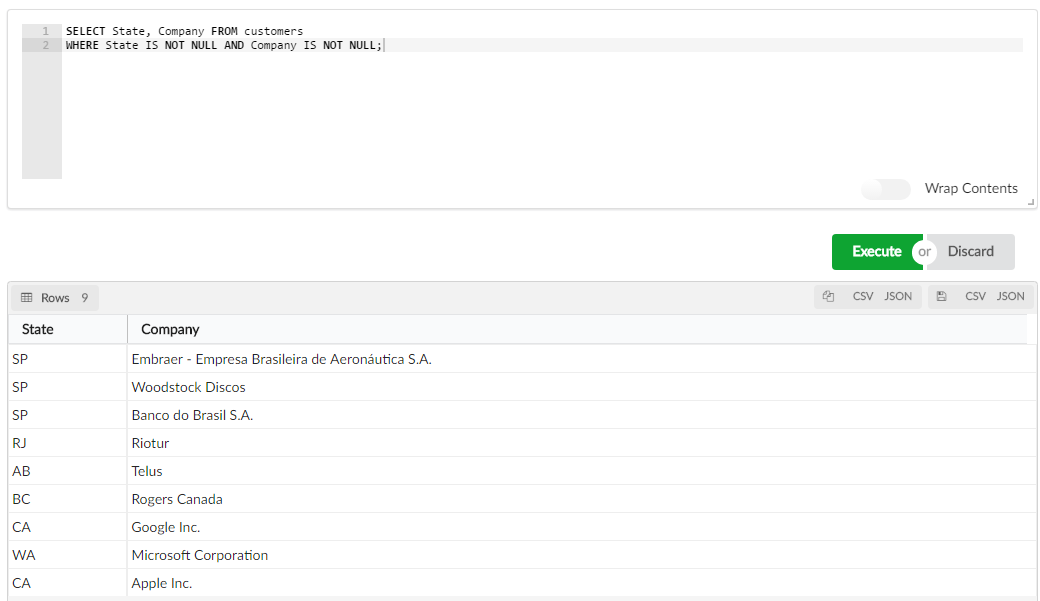 1 SELECT State, Company FROM customers
2 WHERE State IS NOT NULL AND Company IS NOT NULL;
Wrap Contents
Execute or Discard
Rows 9 CSV JSON CSV JSON
State Company
SP Embraer - Empresa Brasileira de Aeronáutica S.A.
SP Woodstock Discos
SP Banco do Brasil S.A.
RJ Riotur
AB Telus
BC Rogers Canada
CA Google Inc.
WA Microsoft Corporation
CA Apple Inc.